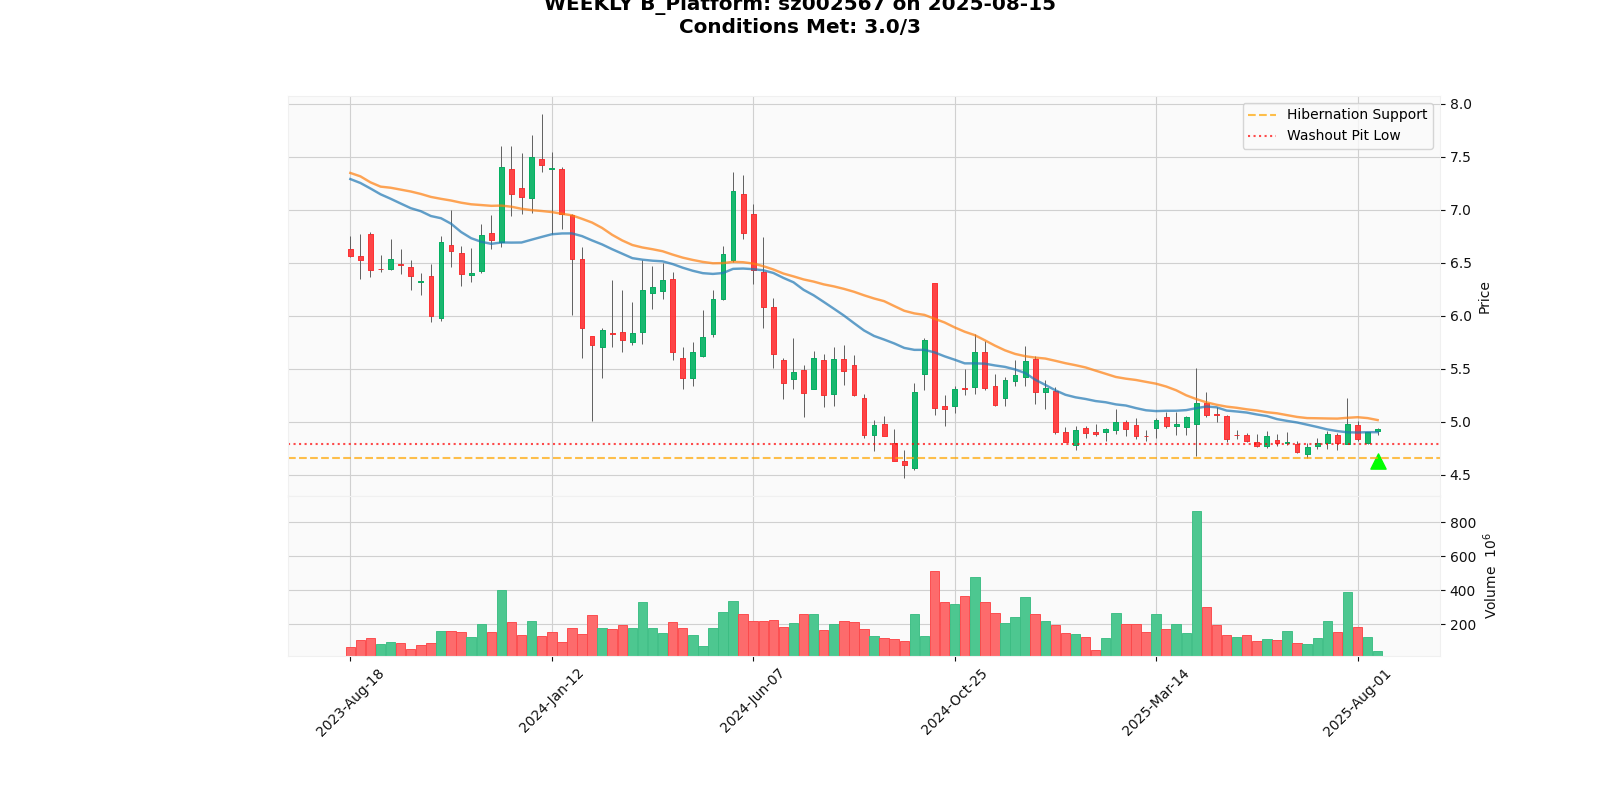 WEEKLY B_Platform: sz002567 on 2025-08-15
Conditions Met: 3.0/3
Hibernation Support
Washout Pit Low
8.0
7.5
7.0
6.5
6.0
5.5
5.0
4.5
Price
800
600
400
200
Volume 10⁶
2023-Aug-18
2024-Jan-12
2024-Jun-07
2024-Oct-25
2025-Mar-14
2025-Aug-01